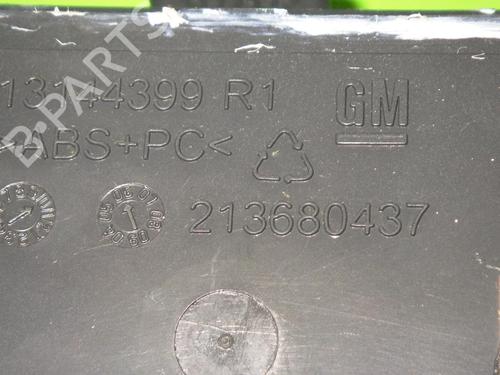 B-PARTS
13144399 R1
GM
>ABS+PC<
213680437